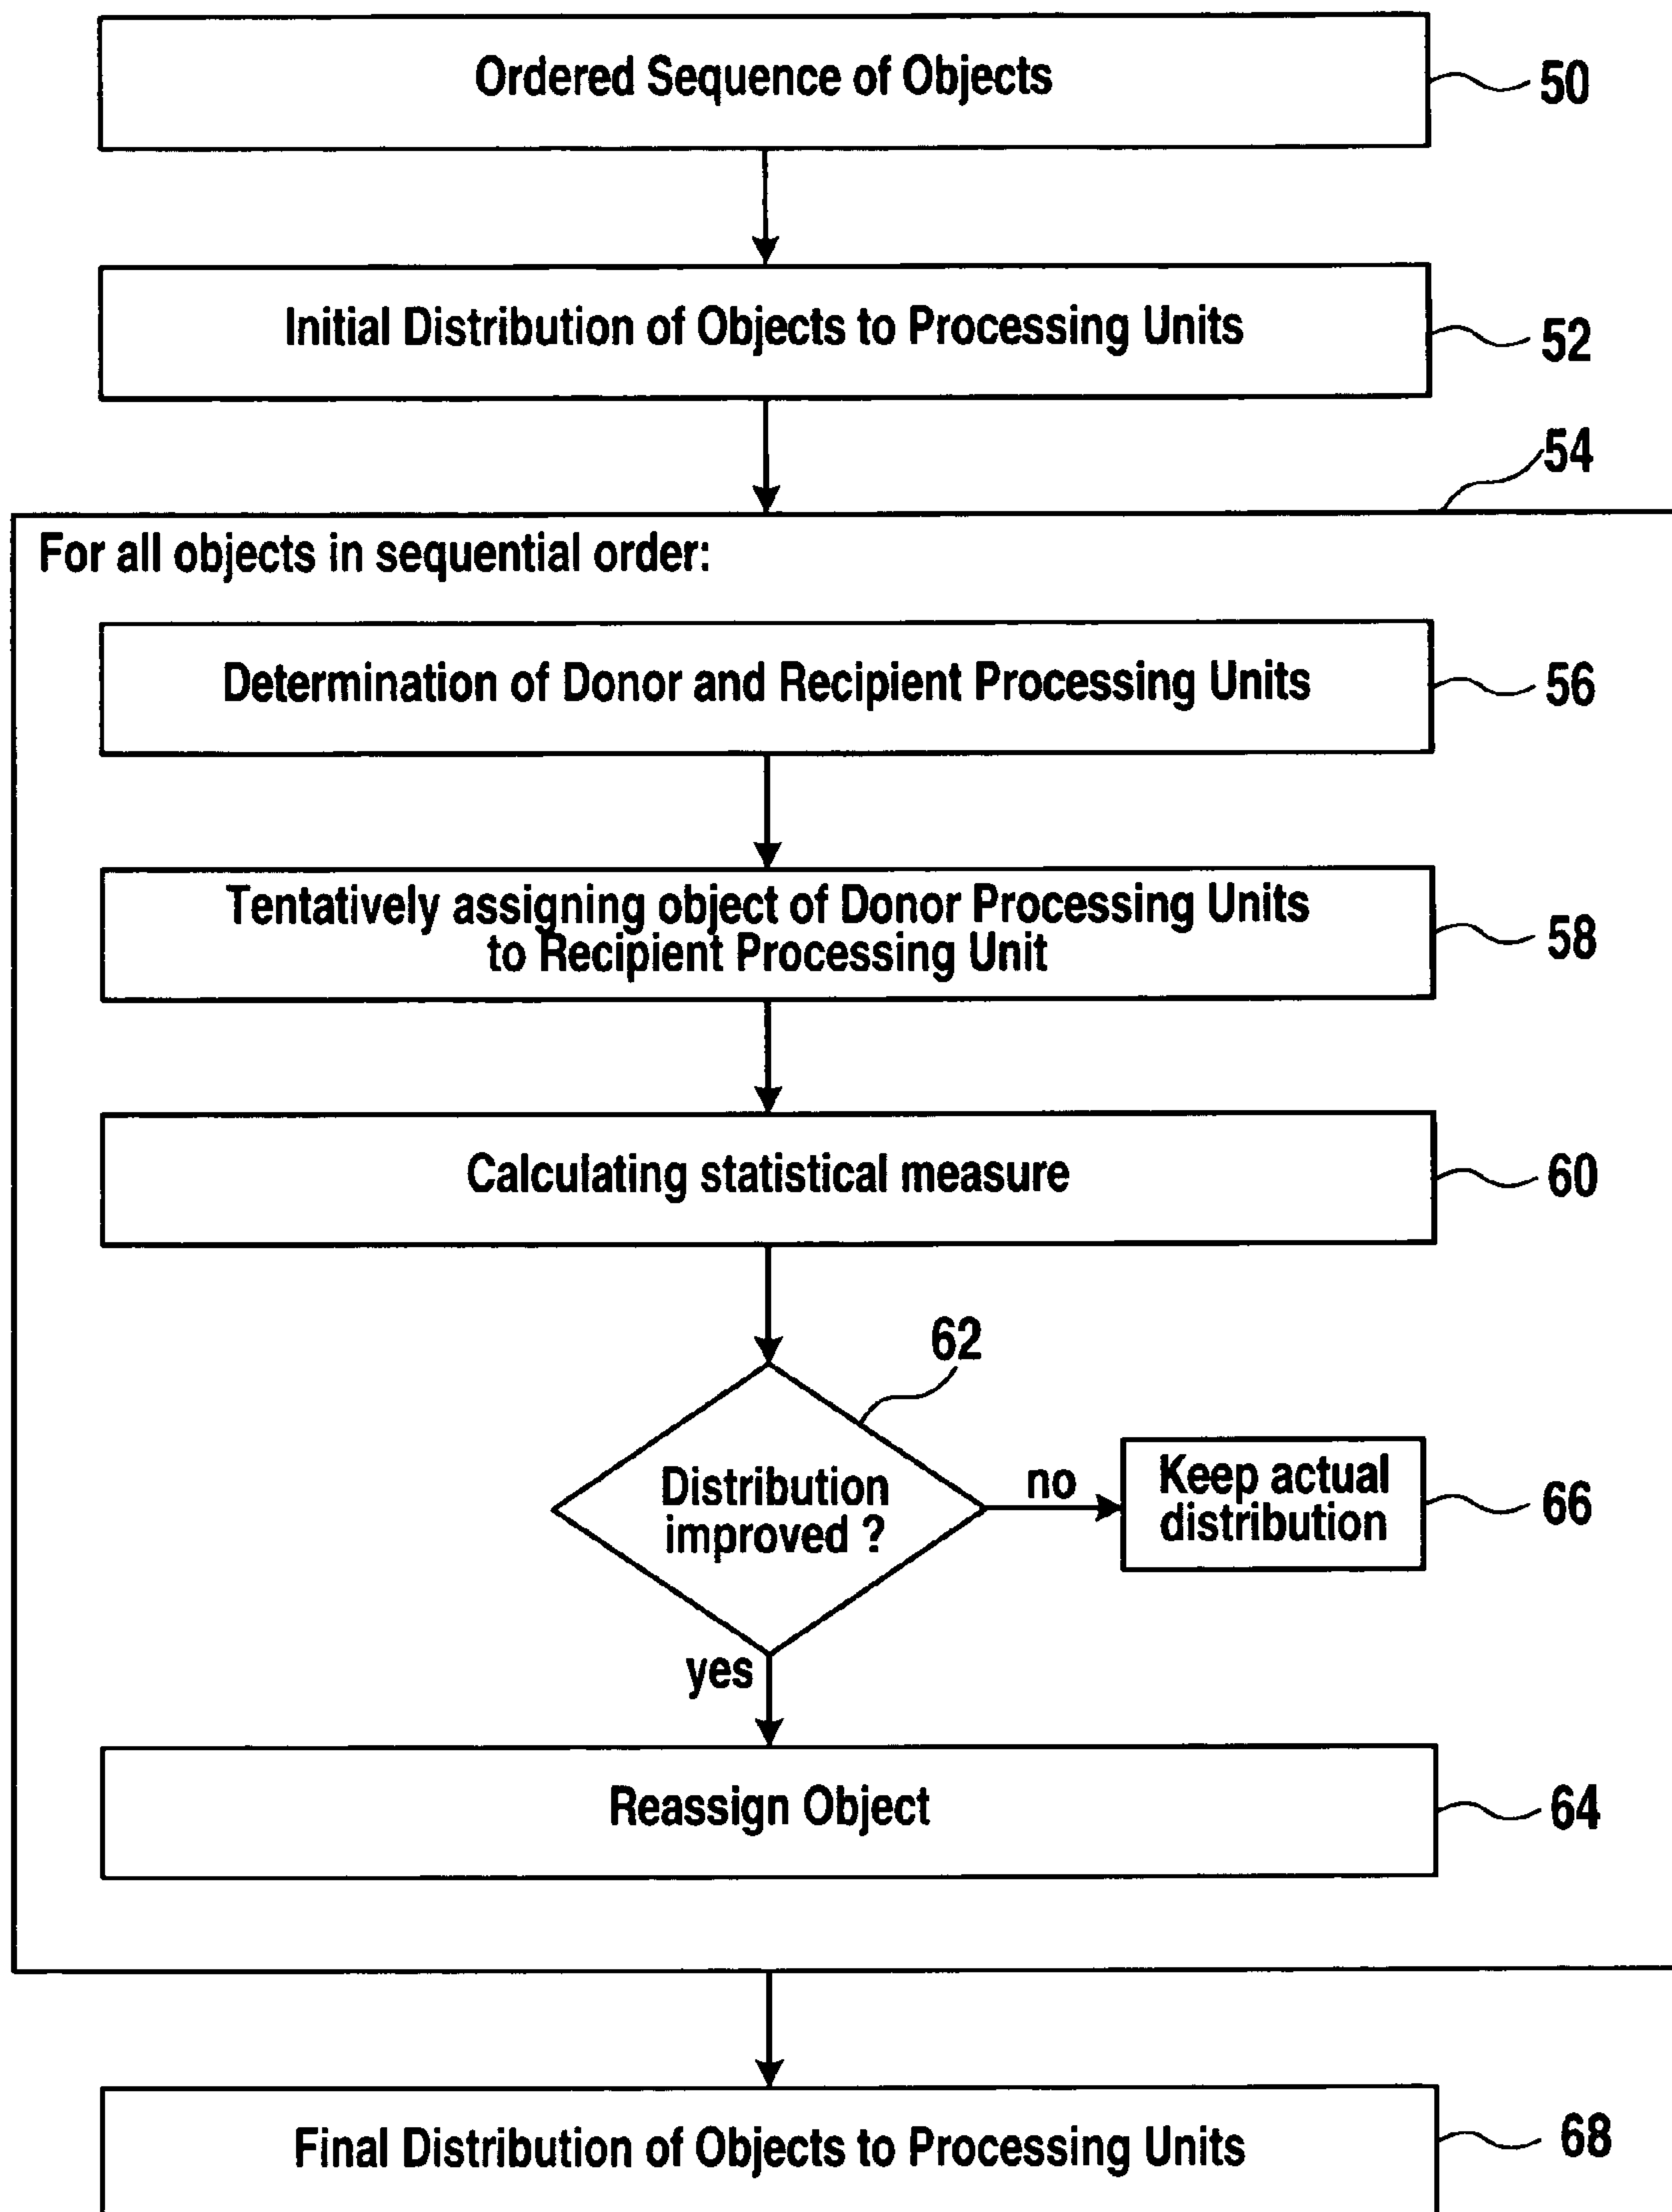 Ordered Sequence of Objects
50
Initial Distribution of Objects to Processing Units
52
54
For all objects in sequential order:
Determination of Donor and Recipient Processing Units
56
Tentatively assigning object of Donor Processing Units
to Recipient Processing Unit
58
Calculating statistical measure
60
62
Distribution
improved ?
no
Keep actual
distribution
66
yes
Reassign Object
64
Final Distribution of Objects to Processing Units
68